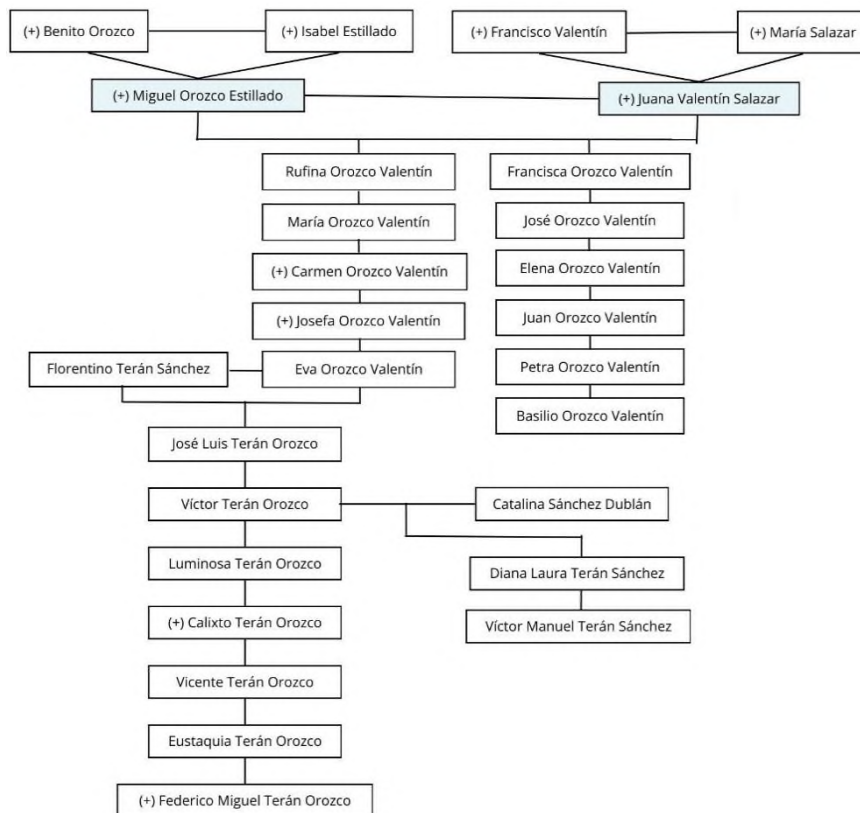 (+) Benito Orozco
(+) Isabel Estillado
(+) Francisco Valentín
(+) María Salazar
(+) Miguel Orozco Estillado
(+) Juana Valentín Salazar
Rufina Orozco Valentín
Francisca Orozco Valentín
María Orozco Valentín
José Orozco Valentín
(+) Carmen Orozco Valentín
Elena Orozco Valentín
(+) Josefa Orozco Valentín
Juan Orozco Valentín
Florentino Terán Sánchez
Eva Orozco Valentín
Petra Orozco Valentín
Basilio Orozco Valentín
José Luis Terán Orozco
Víctor Terán Orozco
Catalina Sánchez Dublán
Luminosa Terán Orozco
Diana Laura Terán Sánchez
(+) Calixto Terán Orozco
Víctor Manuel Terán Sánchez
Vicente Terán Orozco
Eustaquia Terán Orozco
(+) Federico Miguel Terán Orozco